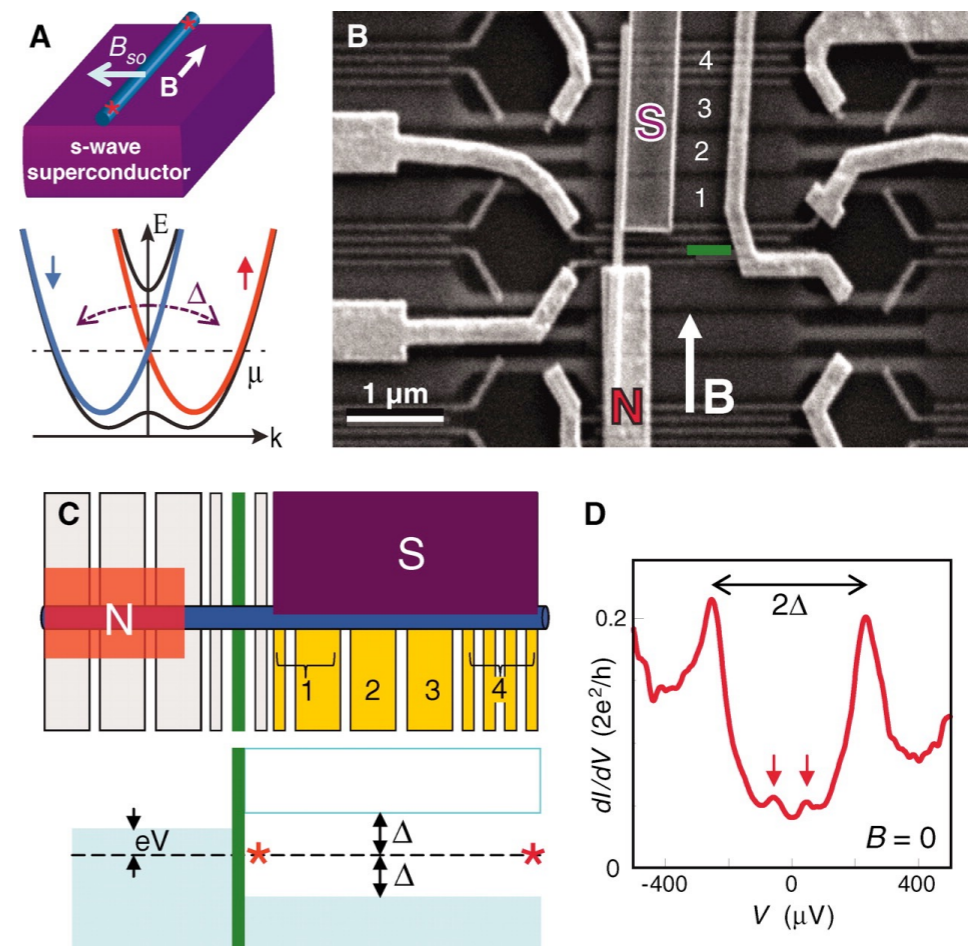 A
B_so
B
s-wave
superconductor
E
Δ
μ
k
B
4
3
S
2
1
1 μm
N
B
C
S
N
1
2
3
4
eV
Δ
Δ
D
2Δ
0.2
dI/dV (2e²/h)
B = 0
0
-400
0
400
V (μV)